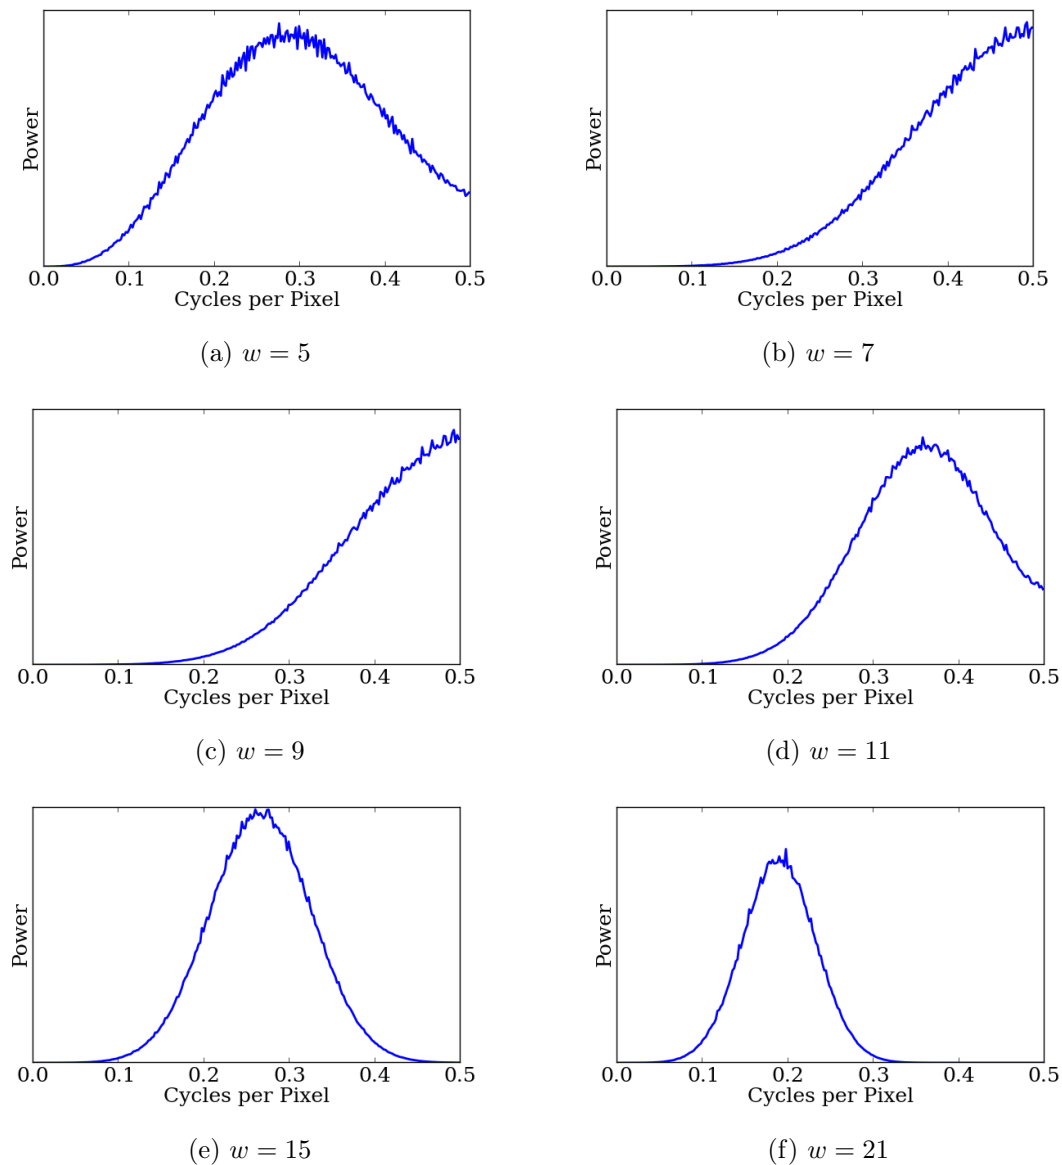 Power
0.0 0.1 0.2 0.3 0.4 0.5
Cycles per Pixel
(a) w = 5
Power
0.0 0.1 0.2 0.3 0.4 0.5
Cycles per Pixel
(b) w = 7
Power
0.0 0.1 0.2 0.3 0.4 0.5
Cycles per Pixel
(c) w = 9
Power
0.0 0.1 0.2 0.3 0.4 0.5
Cycles per Pixel
(d) w = 11
Power
0.0 0.1 0.2 0.3 0.4 0.5
Cycles per Pixel
(e) w = 15
Power
0.0 0.1 0.2 0.3 0.4 0.5
Cycles per Pixel
(f) w = 21